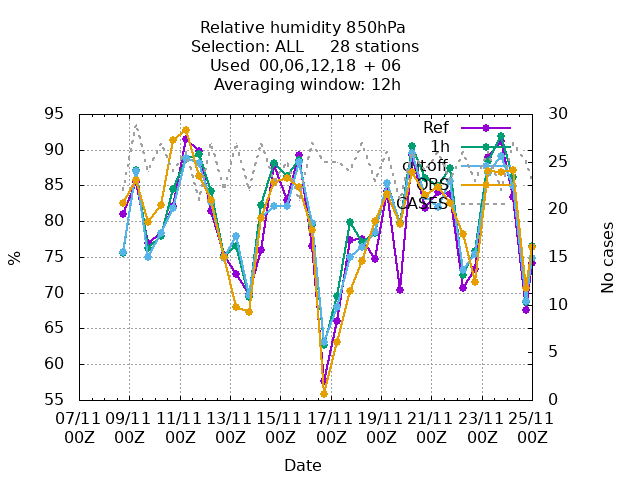 Relative humidity 850hPa
Selection: ALL 28 stations
Used 00,06,12,18 + 06
Averaging window: 12h
95 90 85 80 75 70 65 60 55
30 25 20 15 10 5 0
%
No cases
Ref
1h
cutoff
OBS
CASES
07/11 09/11 11/11 13/11 15/11 17/11 19/11 21/11 23/11 25/11
00Z 00Z 00Z 00Z 00Z 00Z 00Z 00Z 00Z 00Z
Date